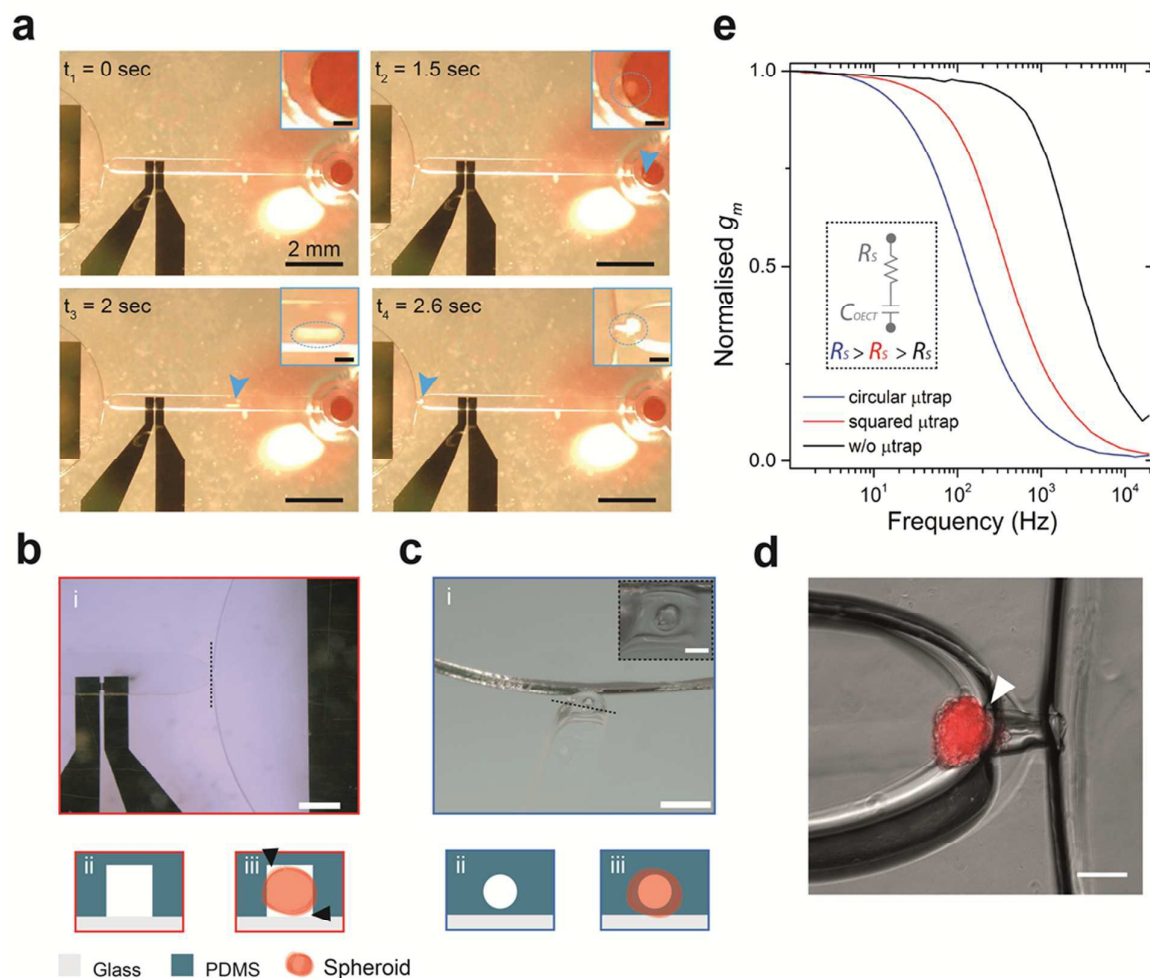 a
t₁ = 0 sec
t₂ = 1.5 sec
2 mm
t₃ = 2 sec
t₄ = 2.6 sec
e
Normalised gₘ
1.0
0.5
0.0
Rₛ
C_OECT
Rₛ > Rₛ > Rₛ
circular μtrap
squared μtrap
w/o μtrap
10¹ 10² 10³ 10⁴
Frequency (Hz)
b
i
ii
iii
c
i
ii
iii
d
Glass PDMS Spheroid